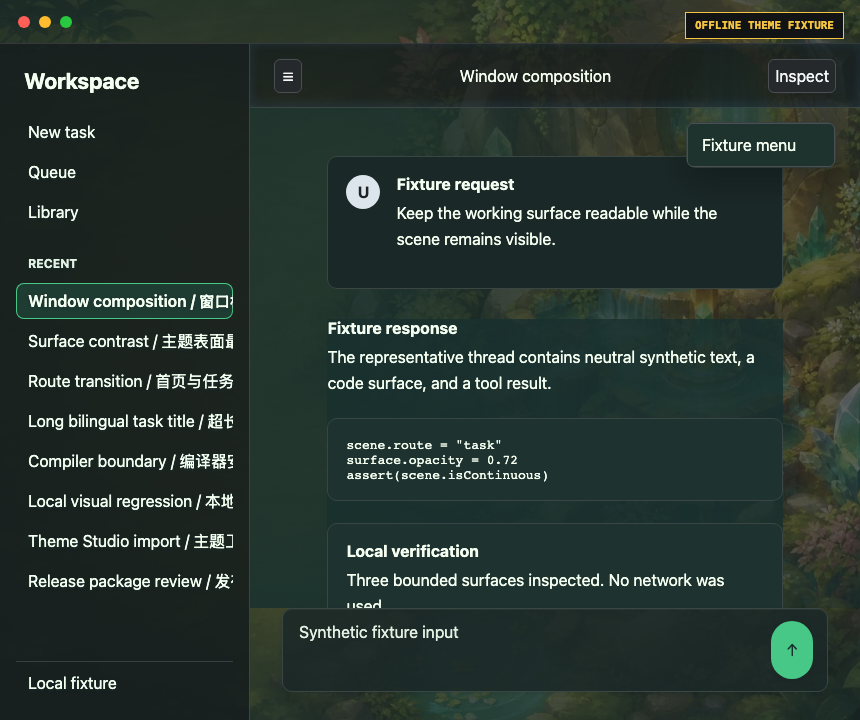 OFFLINE THEME FIXTURE
Workspace
New task
Queue
Library
RECENT
Window composition / 窗口
Surface contrast / 主题表面
Route transition / 首页与任务
Long bilingual task title / 超
Compiler boundary / 编译器
Local visual regression / 本地
Theme Studio import / 主题
Release package review / 发
Local fixture
☰
Window composition
Inspect
Fixture menu
U
Fixture request
Keep the working surface readable while the
scene remains visible.
Fixture response
The representative thread contains neutral synthetic text, a
code surface, and a tool result.
scene.route = "task"
surface.opacity = 0.72
assert(scene.isContinuous)
Local verification
Three bounded surfaces inspected. No network was
used
Synthetic fixture input
↑